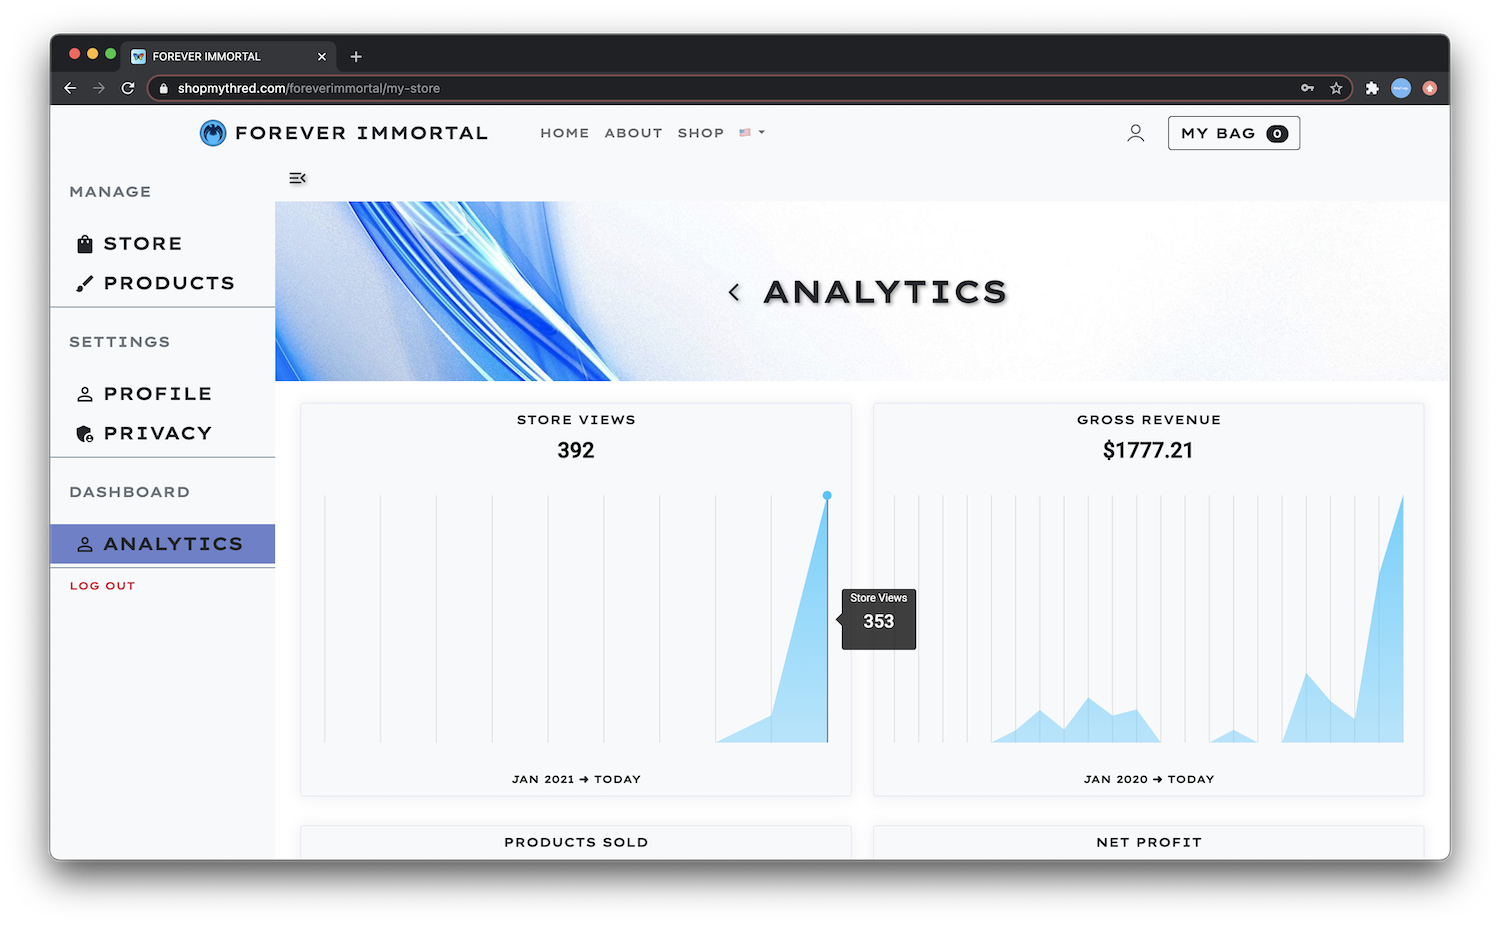 FOREVER IMMORTAL
shopmythred.com/foreverimmortal/my-store
FOREVER IMMORTAL HOME ABOUT SHOP MY BAG 0
MANAGE
STORE
PRODUCTS
SETTINGS
PROFILE
PRIVACY
DASHBOARD
ANALYTICS
LOG OUT
ANALYTICS
STORE VIEWS
392
Store Views
353
JAN 2021 → TODAY
GROSS REVENUE
$1777.21
JAN 2020 → TODAY
PRODUCTS SOLD
NET PROFIT